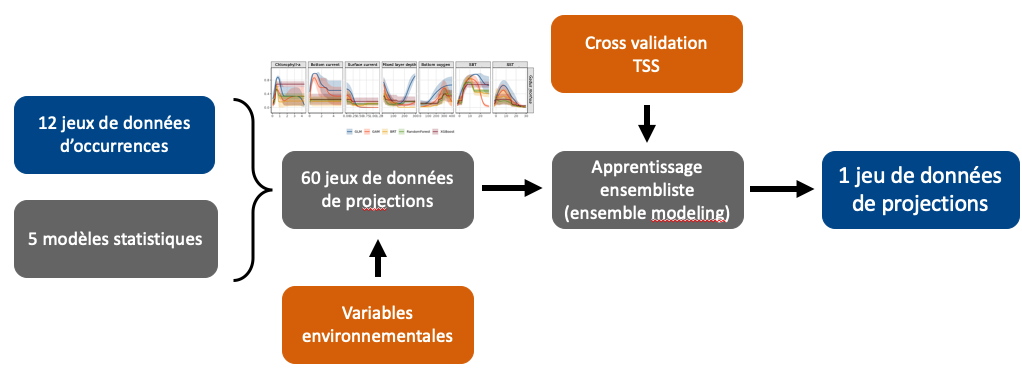 Cross validation
TSS
Chlorophyll-a Bottom current Surface current Mixed layer depth Bottom oxygen SBT SST
GLM GAM BRT RandomForest
12 jeux de données
d'occurrences
5 modèles statistiques
60 jeux de données
de projections
Apprentissage
ensembliste
(ensemble modeling)
1 jeu de données
de projections
Variables
environnementales